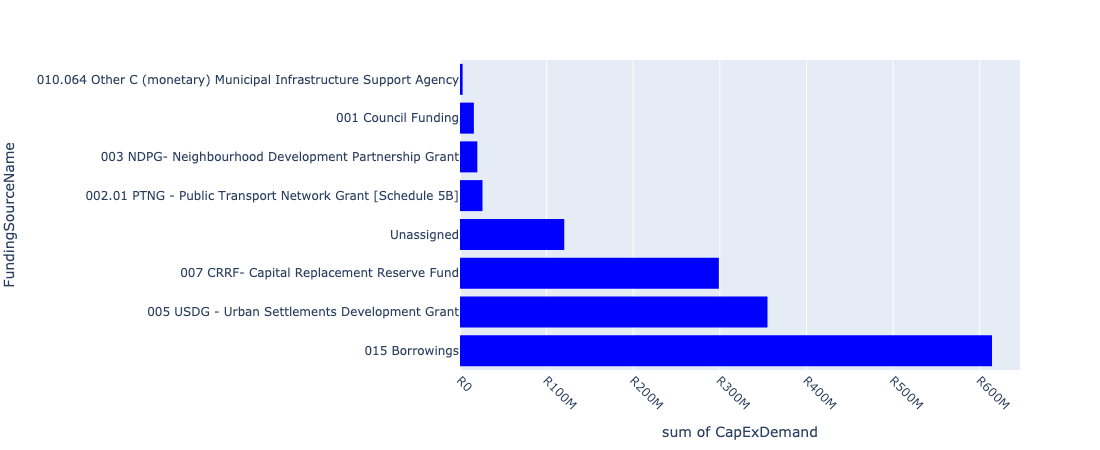 010.064 Other C (monetary) Municipal Infrastructure Support Agency
001 Council Funding
003 NDPG- Neighbourhood Development Partnership Grant
002.01 PTNG - Public Transport Network Grant [Schedule 5B]
Unassigned
007 CRRF- Capital Replacement Reserve Fund
005 USDG - Urban Settlements Development Grant
015 Borrowings
FundingSourceName
R0
R100M
R200M
R300M
R400M
R500M
R600M
sum of CapExDemand